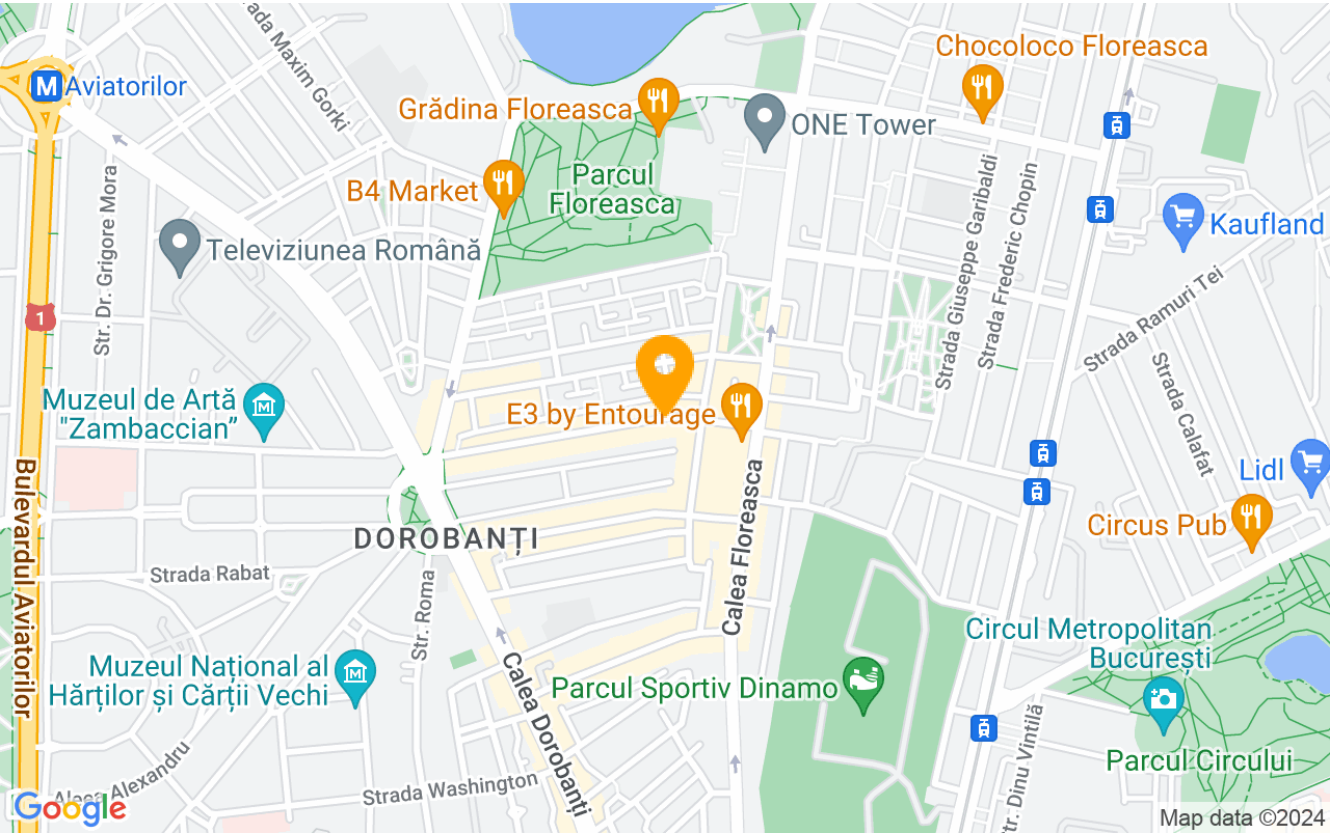 Strada Maxim Gorki
Chocoloco Floreasca
M Aviatorilor
Grădina Floreasca
ONE Tower
Parcul
Floreasca
B4 Market
Str. Dr. Grigore Mora
Strada Giuseppe Garibaldi
Strada Frederic Chopin
Kaufland
Televiziunea Română
1
Strada Ramuri Tei
Muzeul de Artă
"Zambaccian”
E3 by Entourage
Strada Calafat
Lidl
Bulevardul Aviatorilor
Calea Floreasca
Circus Pub
DOROBANȚI
Strada Rabat
Str. Roma
Circul Metropolitan
București
Muzeul Național al
Hărților și Cărții Vechi
Calea Dorobanți
Parcul Sportiv Dinamo
Str. Dinu Vintilă
Parcul Circului
Aleea Alexandru
Strada Washington
Google
Map data ©2024